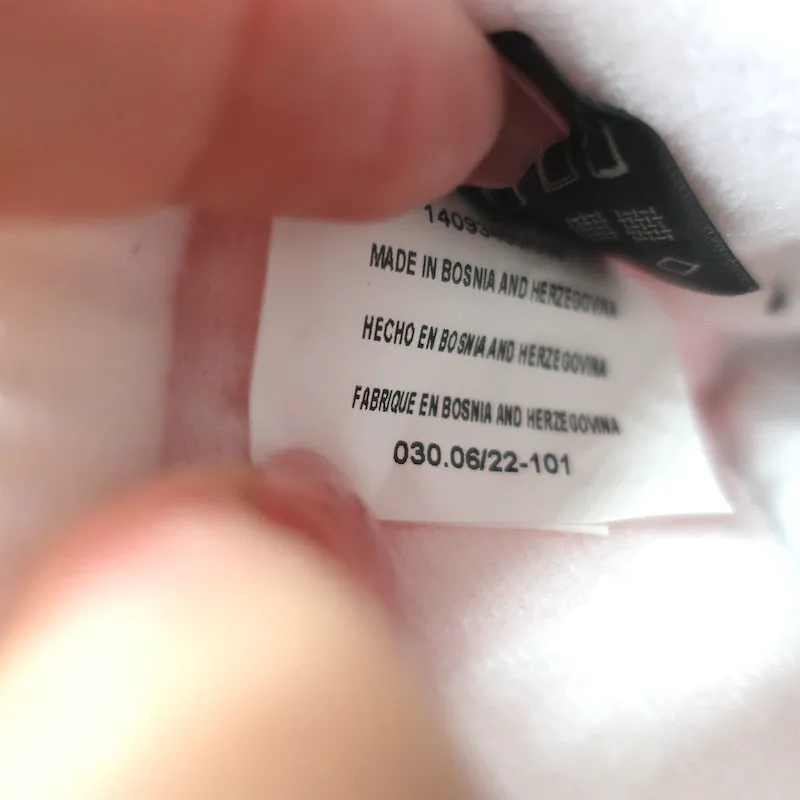 MADE IN BOSNIA AND HERZEGOVINA
HECHO EN BOSNIA AND HERZEGOVINA
FABRIQUE EN BOSNIA AND HERZEGOVINA
030.06/22-101